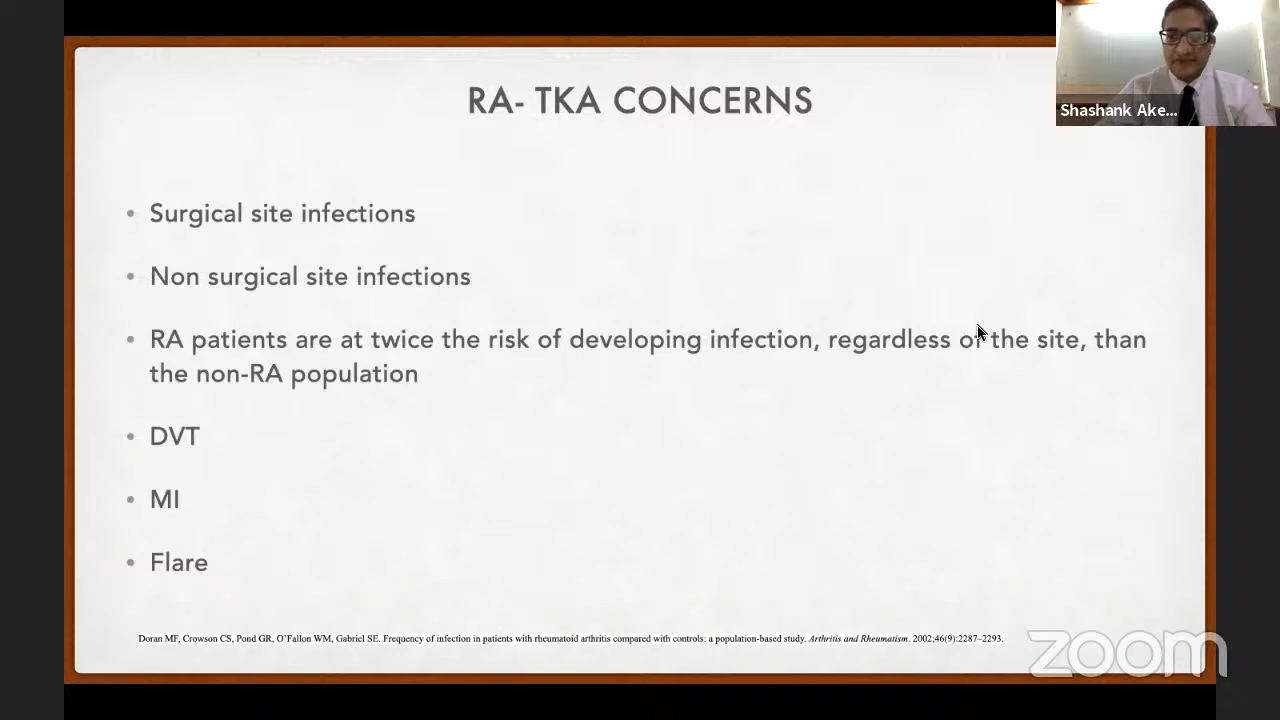 RA- TKA CONCERNS
Shashank Ake...
• Surgical site infections
• Non surgical site infections
• RA patients are at twice the risk of developing infection, regardless of the site, than
the non-RA population
• DVT
• MI
• Flare
Doran MF, Crowson CS, Pond GR, O'Fallon WM, Gabriel SE. Frequency of infection in patients with rheumatoid arthritis compared with controls: a population-based study. Arthritis and Rheumatism. 2002;46(9):2287–2293.
zoom